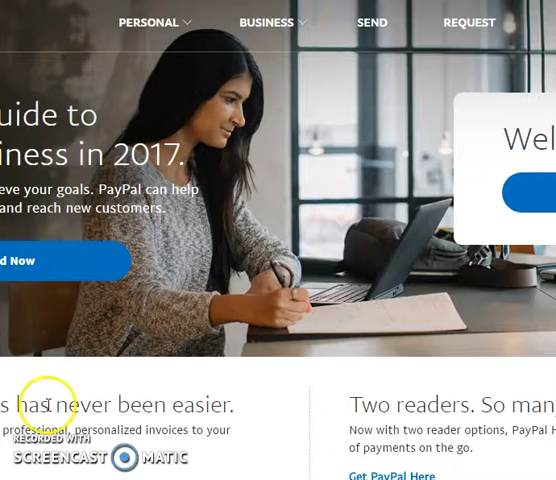 PERSONAL
BUSINESS
SEND
REQUEST
uide to
iness in 2017.
eve your goals. PayPal can help
and reach new customers.
d Now
Wel
s has never been easier.
professional, personalized invoices to your
Two readers. So man
Now with two reader options, PayPal H
of payments on the go.
Get PayPal Here
RECORDED WITH
SCREENCAST MATIC